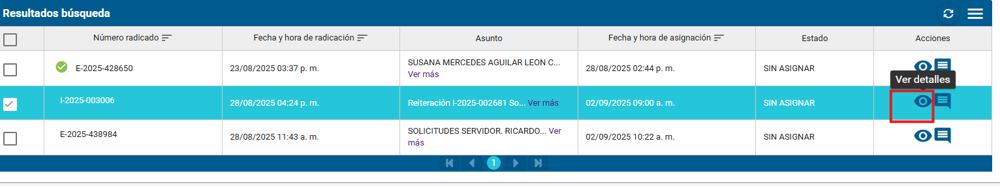 Resultados búsqueda
Número radicado Fecha y hora de radicación Asunto Fecha y hora de asignación Estado Acciones
E-2025-428650 23/08/2025 03:37 p. m. SUSANA MERCEDES AGUILAR LEON C... 28/08/2025 02:44 p. m. SIN ASIGNAR
Ver más
Ver detalles
I-2025-003006 28/08/2025 04:24 p. m. Reiteración I-2025-002681 So... Ver más 02/09/2025 09:00 a. m. SIN ASIGNAR
E-2025-438984 28/08/2025 11:43 a. m. SOLICITUDES SERVIDOR. RICARDO... Ver 02/09/2025 10:22 a. m. SIN ASIGNAR
más
1